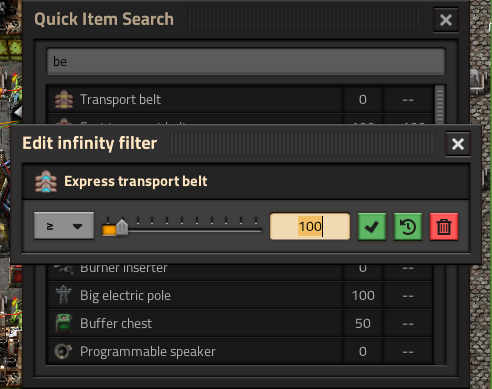 Quick Item Search
be
Transport belt 0 --
Edit infinity filter
Express transport belt
≥ 100
Burner inserter 0 --
Big electric pole 100 --
Buffer chest 50 --
Programmable speaker 0 --